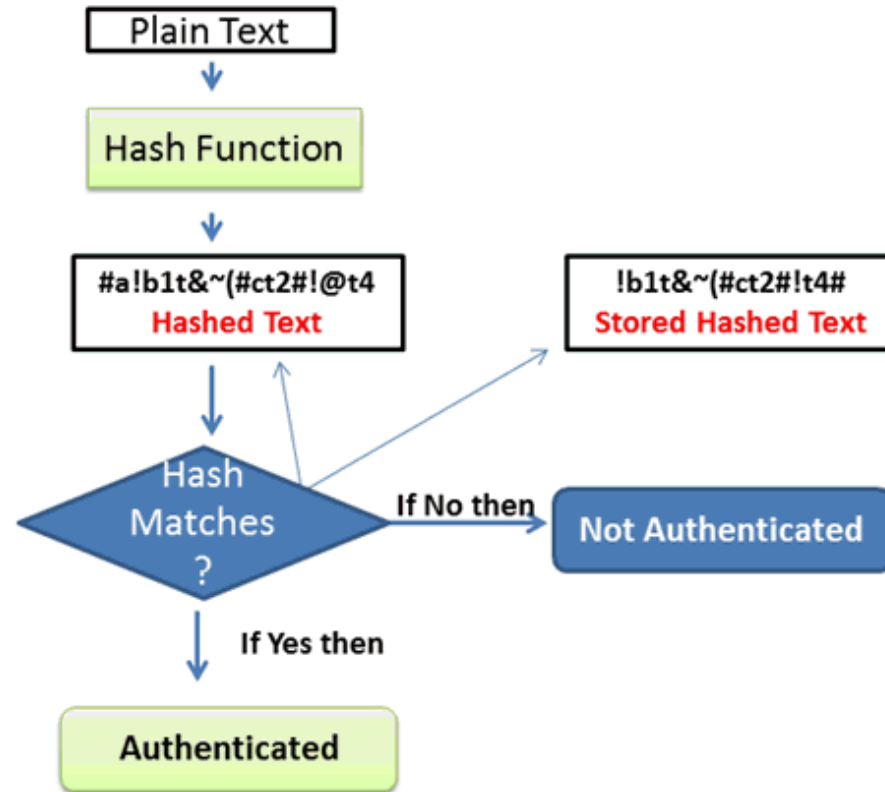 Plain Text
Hash Function
#a!b1t&~(#ct2#!@t4
Hashed Text
!b1t&~(#ct2#!t4#
Stored Hashed Text
Hash
Matches
?
If No then
Not Authenticated
If Yes then
Authenticated